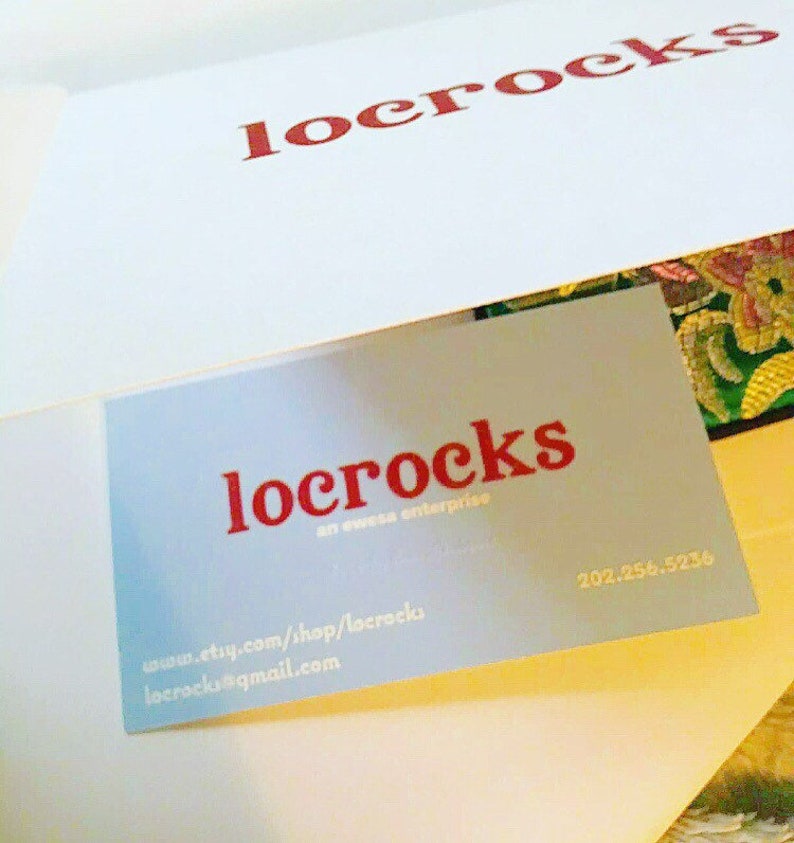 locrocks
locrocks
an ewesa enterprise
202.256.5236
www.etsy.com/shop/locrocks
locrocks@gmail.com